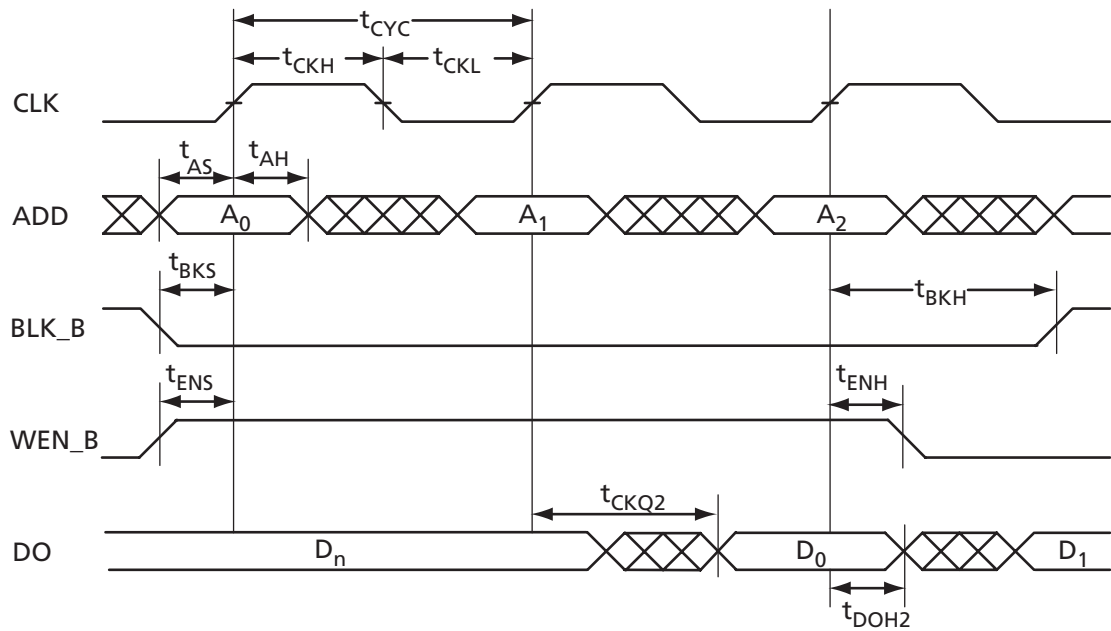 tCYC
tCKH tCKL
CLK
tAS tAH
ADD A0 A1 A2
tBKS tBKH
BLK_B
tENS tENH
WEN_B
tCKQ2
DO Dn D0 D1
tDOH2